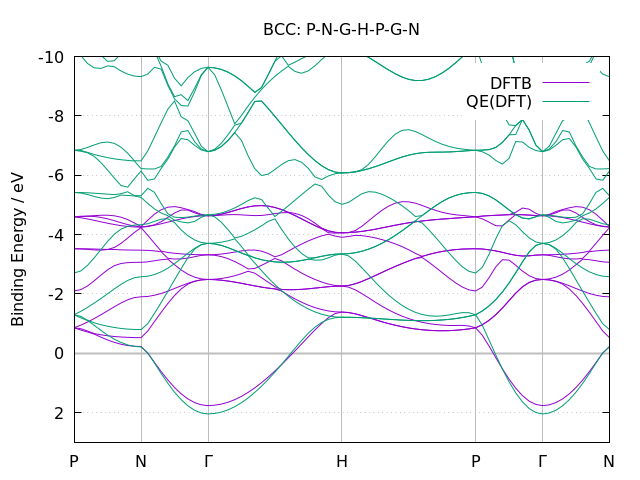 BCC: P-N-G-H-P-G-N
-10
-8
-6
-4
-2
0
2
Binding Energy / eV
DFTB
QE(DFT)
P N Γ H P Γ N